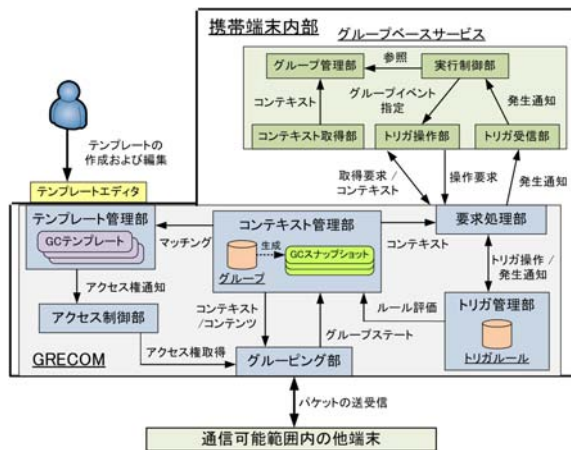 携帯端末内部
グループベースサービス
グループ管理部
参照
実行制御部
コンテキスト
グループイベント
指定
発生通知
コンテキスト取得部
トリガ操作部
トリガ受信部
テンプレートの
作成および編集
取得要求 /
コンテキスト
操作要求
発生通知
テンプレートエディタ
テンプレート管理部
GCテンプレート
マッチング
コンテキスト管理部
グループ
生成
GCスナップショット
コンテキスト
要求処理部
トリガ操作 /
発生通知
アクセス権通知
アクセス制御部
コンテキスト
/コンテンツ
ルール評価
グループステート
トリガ管理部
トリガルール
GRECOM
アクセス権取得
グルーピング部
パケットの送受信
通信可能範囲内の他端末